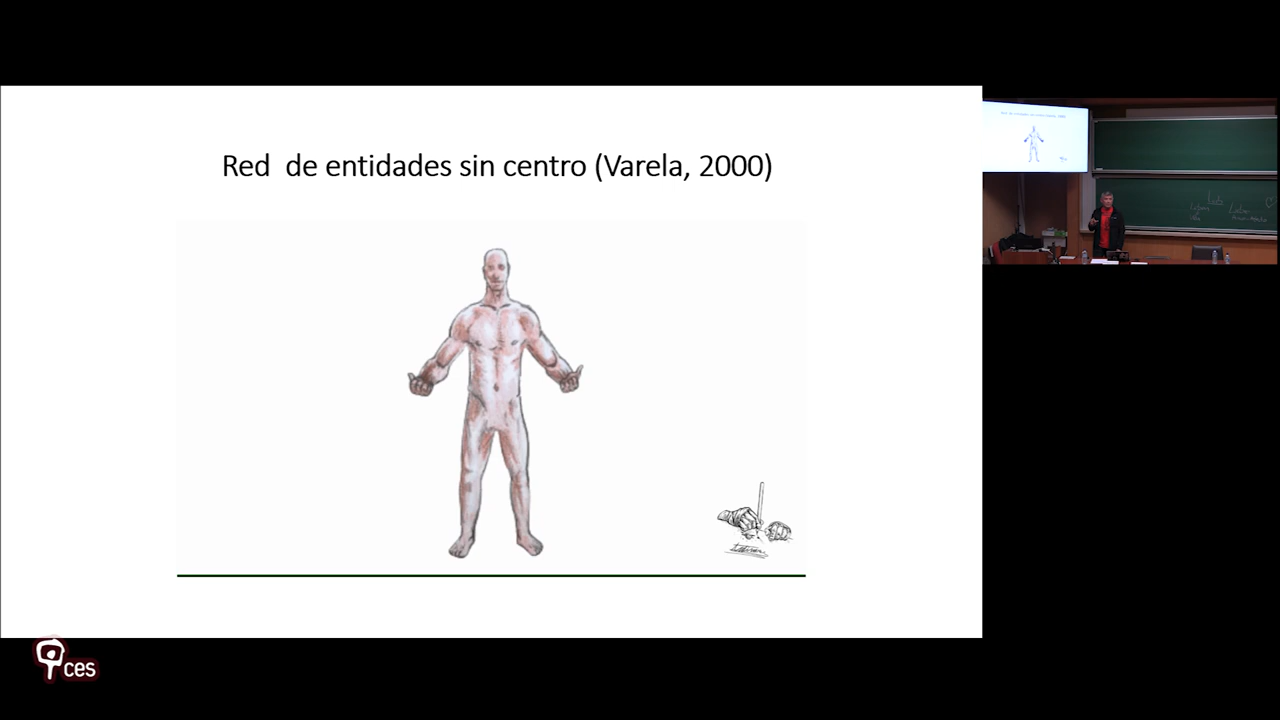 Red de entidades sin centro (Varela, 2000)
ces